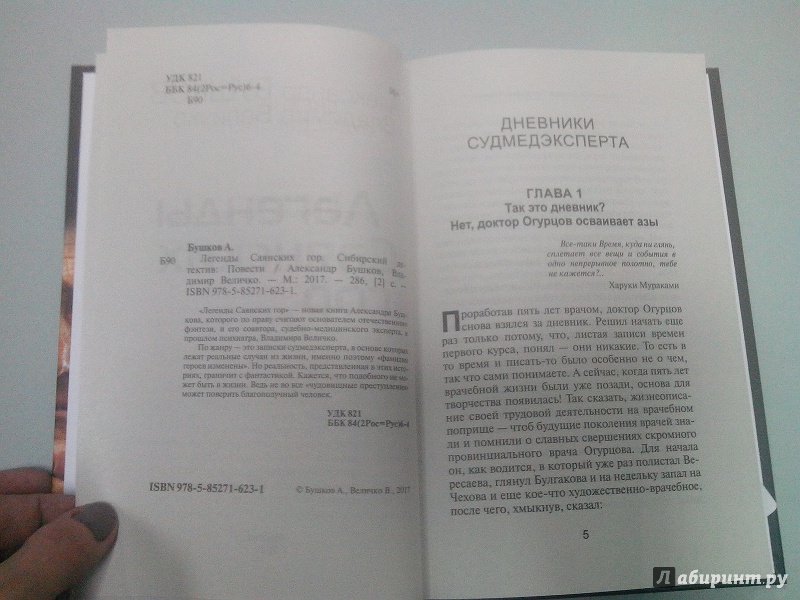 УДК 821
ББК 84(2Рос=Рус)6-4
Б90
Бушков А.
Б90 Легенды Саянских гор. Сибирский де-
тектив: Повести / Александр Бушков, Вла-
димир Величко. — М.: 2017. — 286, [2] с. —
ISBN 978-5-85271-623-1.
«Легенды Саянских гор» — новая книга Александра Буш-
кова, которого по праву считают основателем отечественного
фэнтези, и его соавтора, судебно-медицинского эксперта, в
прошлом психиатра, Владимира Величко.
По жанру — это записки судмедэксперта, в основе которых
лежат реальные случаи из жизни, именно поэтому «фамилии
героев изменены». Но реальность, представленная в этих исто-
риях, граничит с фантастикой. Кажется, что подобного не мо-
жет быть в жизни. Ведь не во все «чудовищные преступления»
может поверить благополучный человек.
УДК 821
ББК 84(2Рос=Рус)6-4
ISBN 978-5-85271-623-1
© Бушков А., Величко В., 2017
ДНЕВНИКИ
СУДМЕДЭКСПЕРТА
ГЛАВА 1
Так это дневник?
Нет, доктор Огурцов осваивает азы
Все-таки Время, куда ни глянь,
сплетает все вещи и события в
одно непрерывное полотно, тебе
не кажется?..
Харуки Мураками
Проработав пять лет врачом, доктор Огурцов
снова взялся за дневник. Решил начать еще
раз только потому, что, листая записи времен
первого курса, понял — они никакие. То есть в
то время и писать-то было особенно не о чем,
так что сами понимаете. А сейчас, когда пять лет
врачебной жизни были уже позади, основа для
творчества появилась! Так сказать, жизнеописа-
ние своей трудовой деятельности на врачебном
поприще — чтоб будущие поколения врачей зна-
ли и помнили о славных свершениях скромного
провинциального врача Огурцова. Для начала
он, как водится, в который уже раз полистал Ве-
ресаева, глянул Булгакова и на недельку запал на
Чехова и еще кое-что художественно-врачебное,
после чего, хмыкнув, сказал:
5
Лабиринт.ру